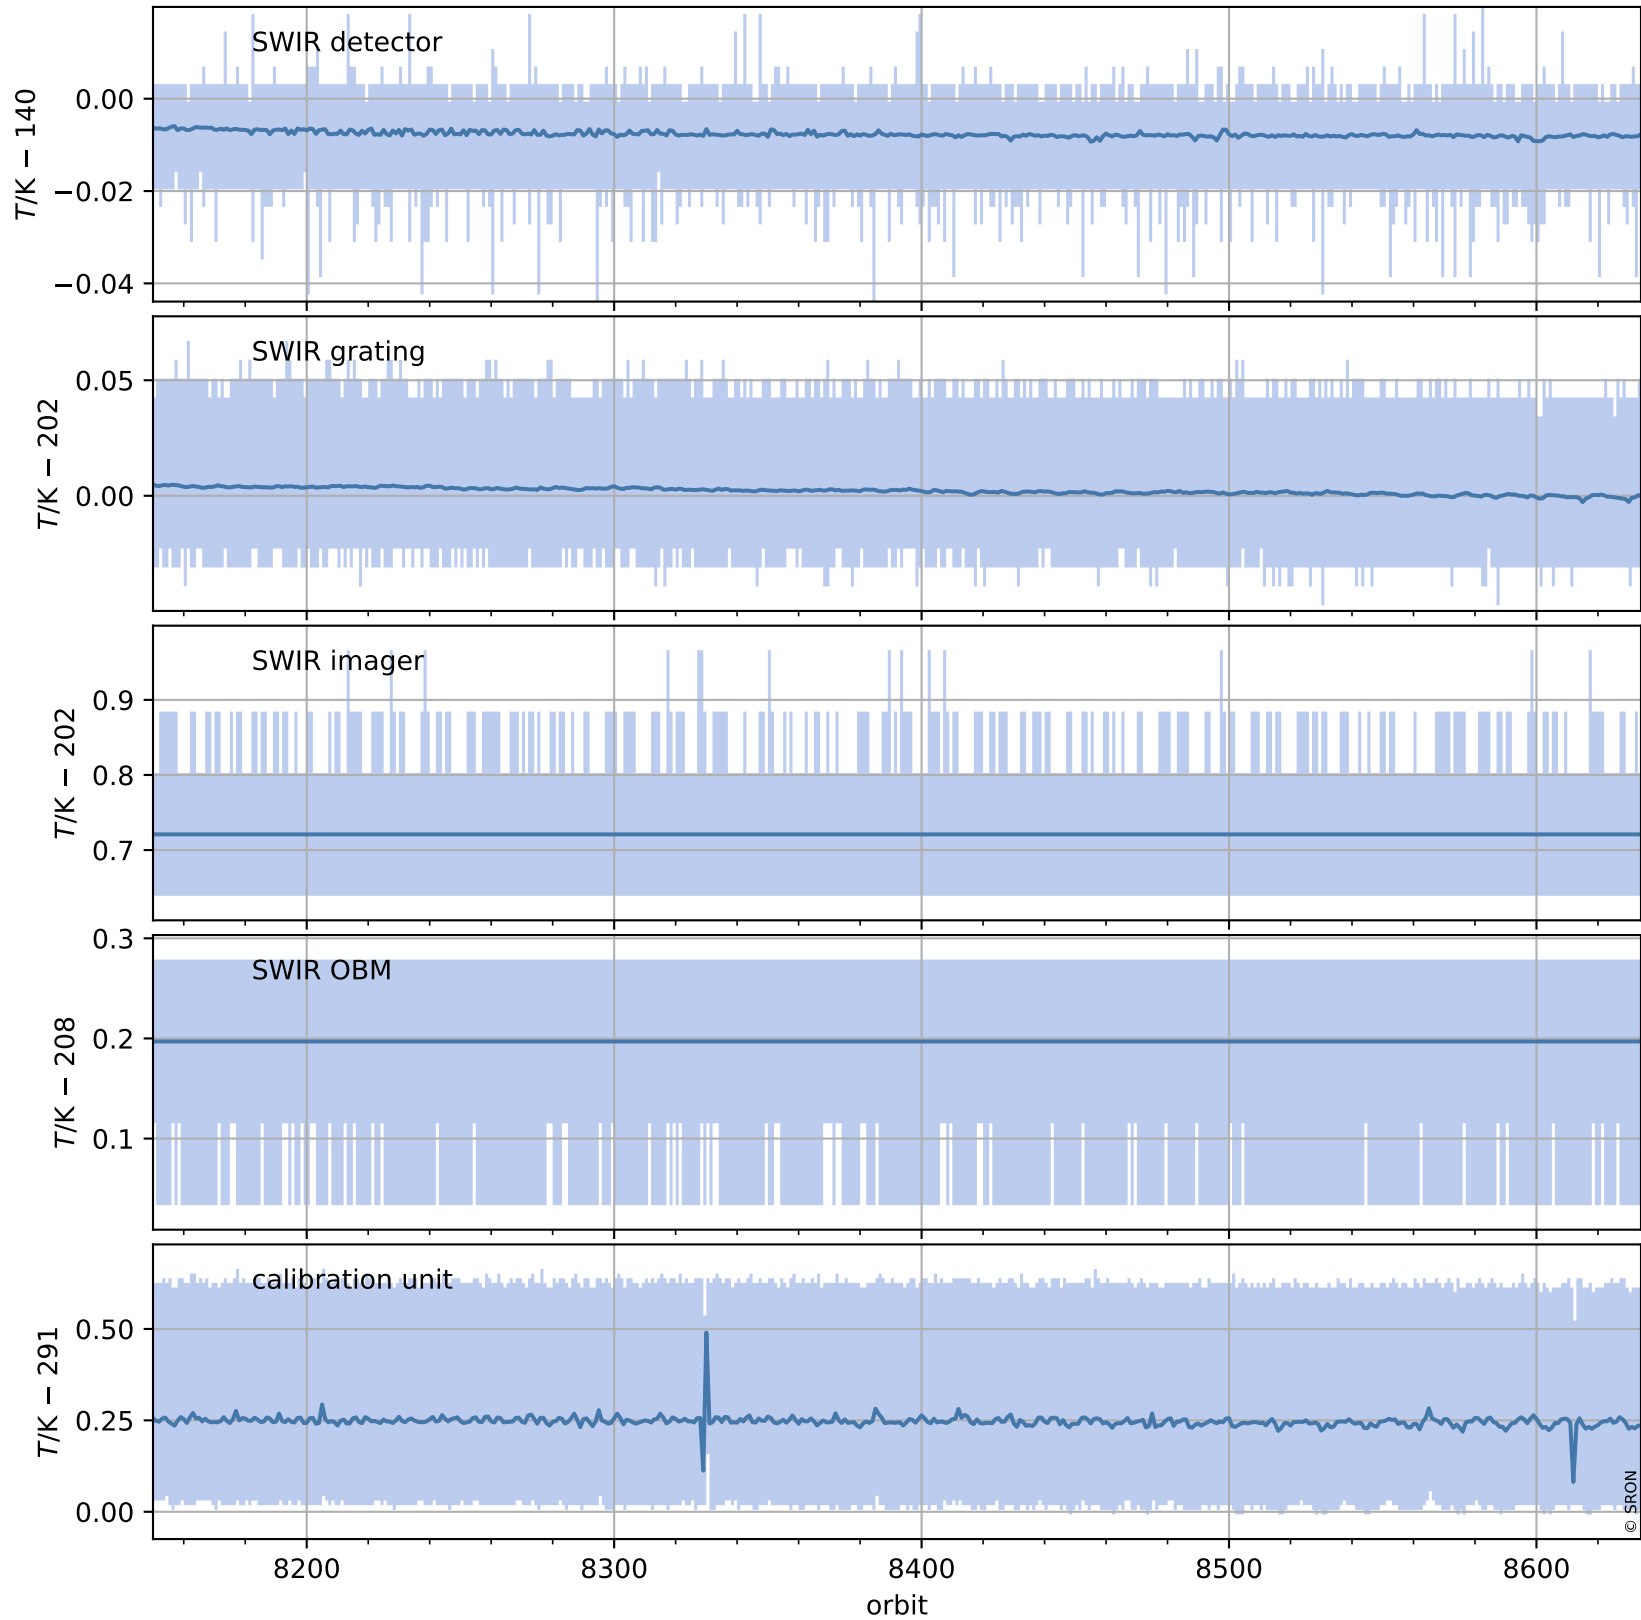 SWIR detector
T/K − 140
0.00
−0.02
−0.04
SWIR grating
T/K − 202
0.05
0.00
SWIR imager
T/K − 202
0.9
0.8
0.7
SWIR OBM
T/K − 208
0.3
0.2
0.1
calibration unit
T/K − 291
0.50
0.25
0.00
© SRON
8200 8300 8400 8500 8600
orbit